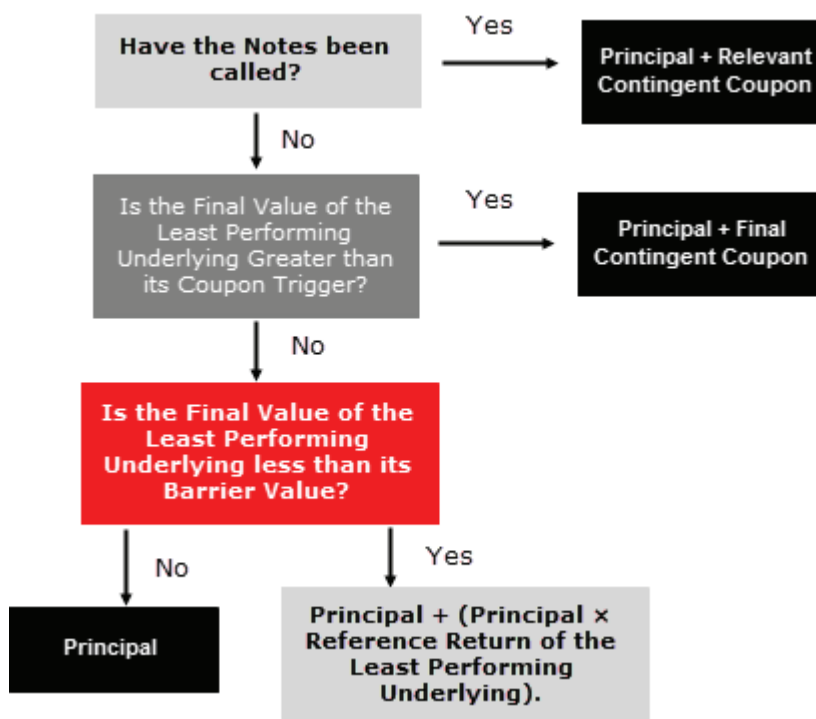 Have the Notes been
called?
Yes
Principal + Relevant
Contingent Coupon
No
Is the Final Value of the
Least Performing
Underlying Greater than
its Coupon Trigger?
Yes
Principal + Final
Contingent Coupon
No
Is the Final Value of the
Least Performing
Underlying less than its
Barrier Value?
No
Yes
Principal
Principal + (Principal ×
Reference Return of the
Least Performing
Underlying).